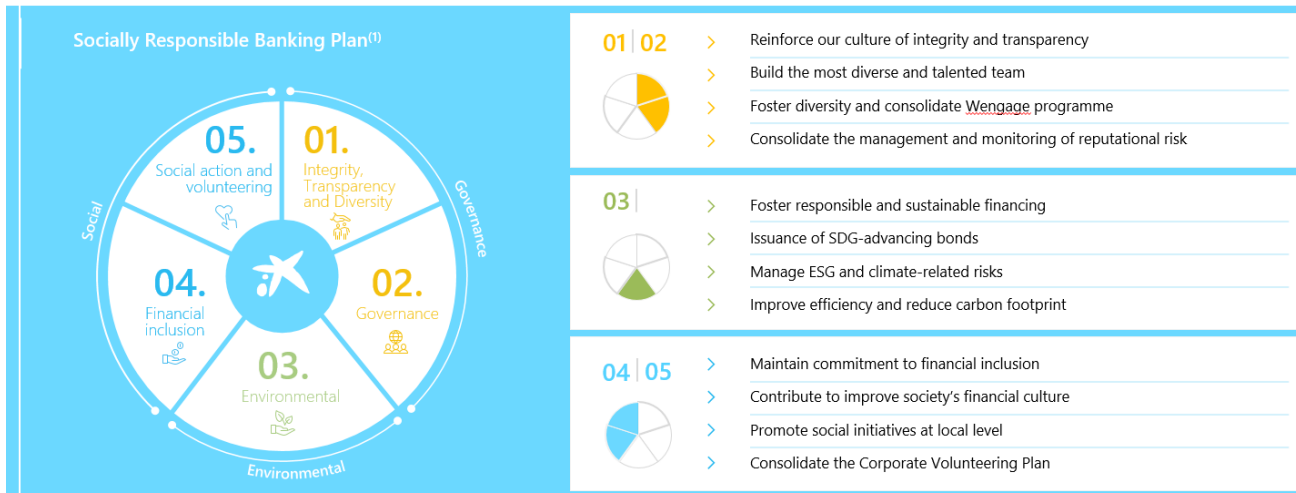 Socially Responsible Banking Plan(1)
05.
Social action and
volunteering
01.
Integrity,
Transparency
and Diversity
Social
Governance
04.
Financial
inclusion
02.
Governance
03.
Environmental
Environmental
01 | 02
Reinforce our culture of integrity and transparency
Build the most diverse and talented team
Foster diversity and consolidate Wengage programme
Consolidate the management and monitoring of reputational risk
03 |
Foster responsible and sustainable financing
Issuance of SDG-advancing bonds
Manage ESG and climate-related risks
Improve efficiency and reduce carbon footprint
04 | 05
Maintain commitment to financial inclusion
Contribute to improve society's financial culture
Promote social initiatives at local level
Consolidate the Corporate Volunteering Plan